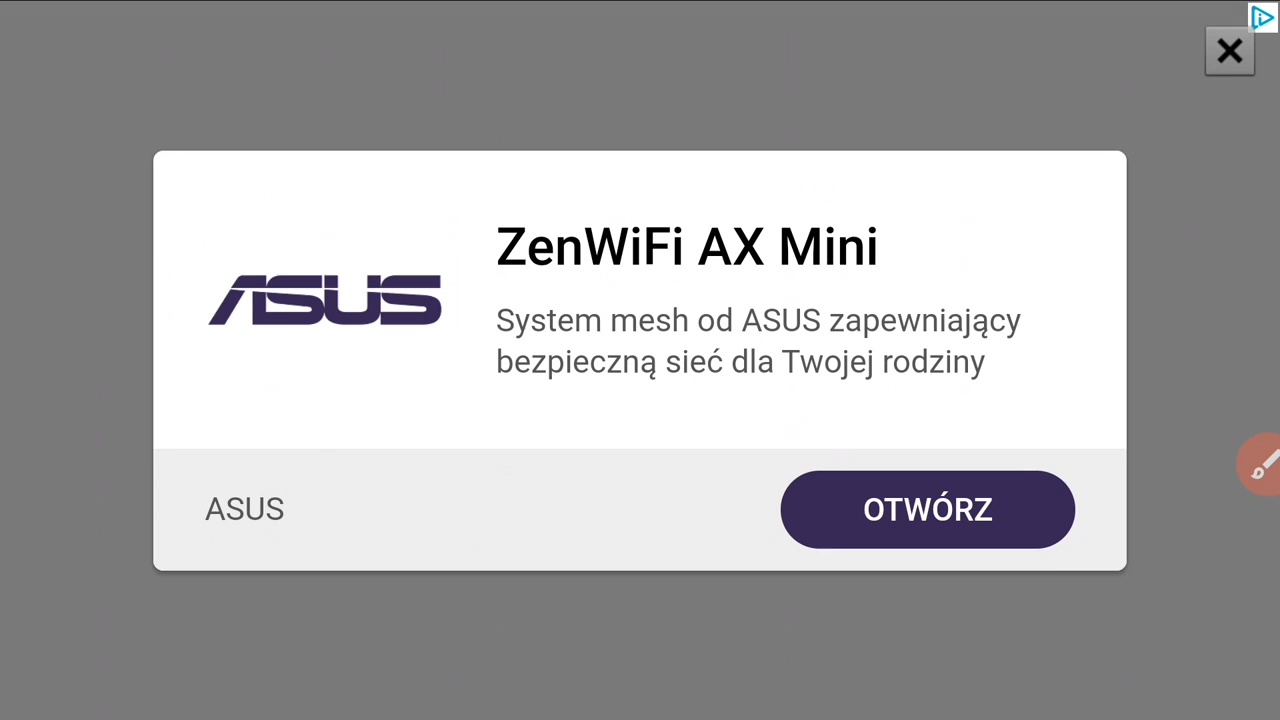 ASUS
ZenWiFi AX Mini
System mesh od ASUS zapewniający
bezpieczną sieć dla Twojej rodziny
ASUS
OTWÓRZ